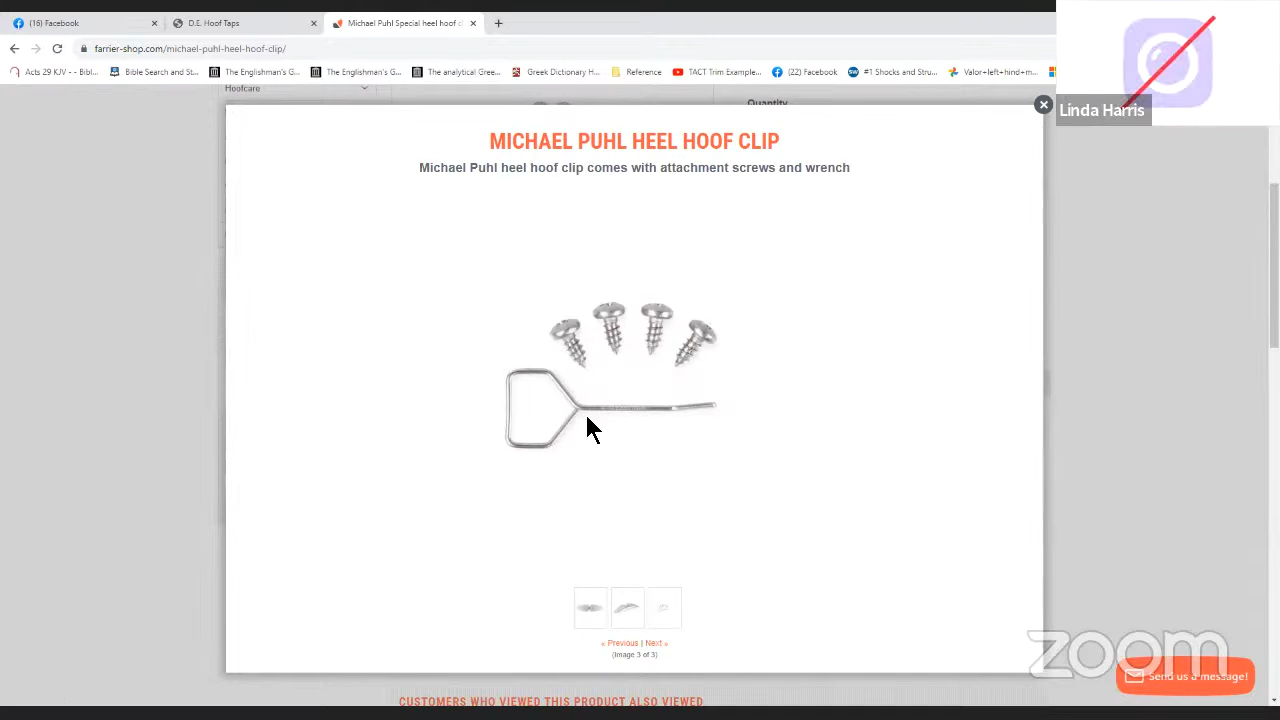 (16) Facebook
D.E. Hoof Taps
Michael Puhl Special heel hoof c
farrier-shop.com/michael-puhl-heel-hoof-clip/
Acts 29 KJV - - Bibl...
Bible Search and St...
The Englishman's G...
The Englishman's G...
The analytical Gree...
Greek Dictionary H...
Reference
TACT Trim Example...
(22) Facebook
#1 Shocks and Stru...
Valor+left+hind+m...
Linda Harris
Hoofcare
Quantity
MICHAEL PUHL HEEL HOOF CLIP
Michael Puhl heel hoof clip comes with attachment screws and wrench
« Previous | Next »
(Image 3 of 3)
zoom
Send us a message!
CUSTOMERS WHO VIEWED THIS PRODUCT ALSO VIEWED